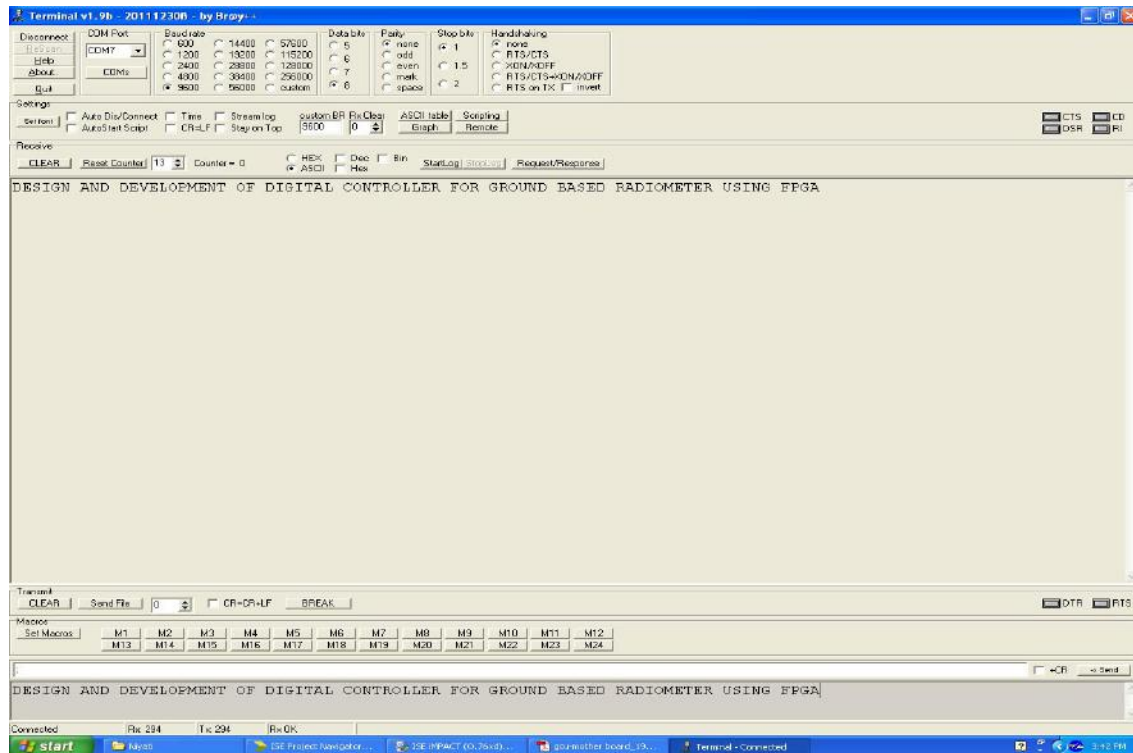 Terminal v1.9b - 20111230B - by Br@y++
Disconnect
ReScan
Help
About..
Quit
COM Port
COM7
COMs
Baud rate
600
1200
2400
4800
9600
14400
19200
28800
38400
56000
57600
115200
128000
256000
custom
Data bits
5
6
7
8
Parity
none
odd
even
mark
space
Stop bits
1
1.5
2
Handshaking
none
RTS/CTS
XON/XOFF
RTS/CTS+XON/XOFF
RTS on TX invert
Settings
Set font
Auto Dis/Connect Time Stream log
AutoStart Script CR=LF Stay on Top
custom BR Rx Clear
9600 0
ASCII table Scripting
Graph Remote
CTS CD
DSR RI
Receive
CLEAR Reset Counter 13 Counter = 0
HEX Dec Bin
ASCII Hex
StartLog StopLog Request/Response
DESIGN AND DEVELOPMENT OF DIGITAL CONTROLLER FOR GROUND BASED RADIOMETER USING FPGA
Transmit
CLEAR Send File 0 CR=CR+LF BREAK
DTR RTS
Macros
Set Macros M1 M2 M3 M4 M5 M6 M7 M8 M9 M10 M11 M12
M13 M14 M15 M16 M17 M18 M19 M20 M21 M22 M23 M24
+CR -> Send
DESIGN AND DEVELOPMENT OF DIGITAL CONTROLLER FOR GROUND BASED RADIOMETER USING FPGA
Connected Rx: 294 Tx: 294 Rx OK
start ISE Project Navigator... ISE iMPACT (O.76xd)... Terminal - Connected 3:42 PM